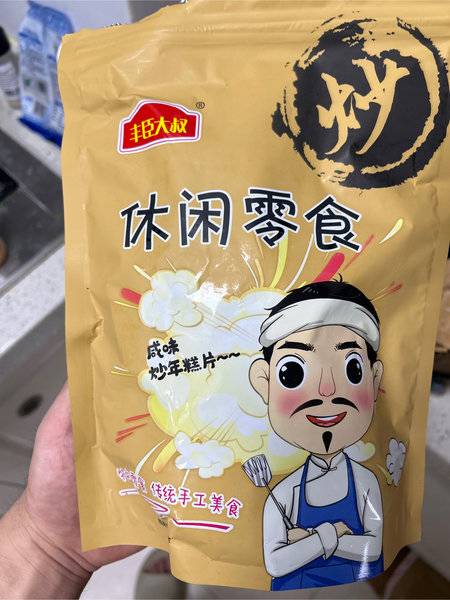 炒
丰臣大叔®
休闲零食
咸味
炒年糕片~~
传统手工美食